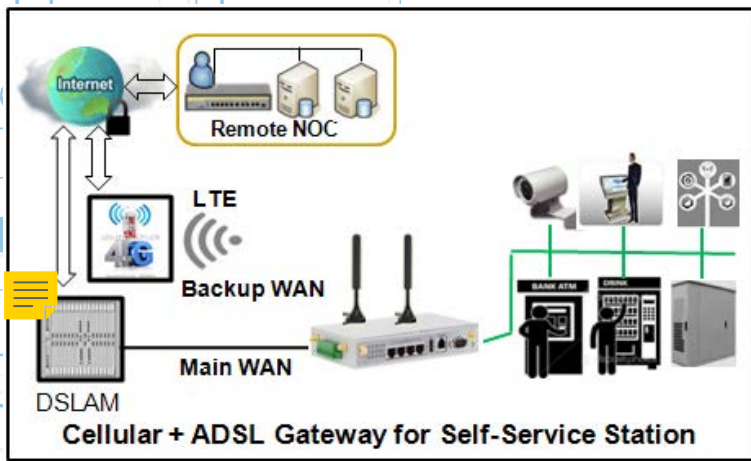 Internet
Remote NOC
LTE
4G
Backup WAN
BANK ATM
DRINK
Main WAN
DSLAM
Cellular + ADSL Gateway for Self-Service Station